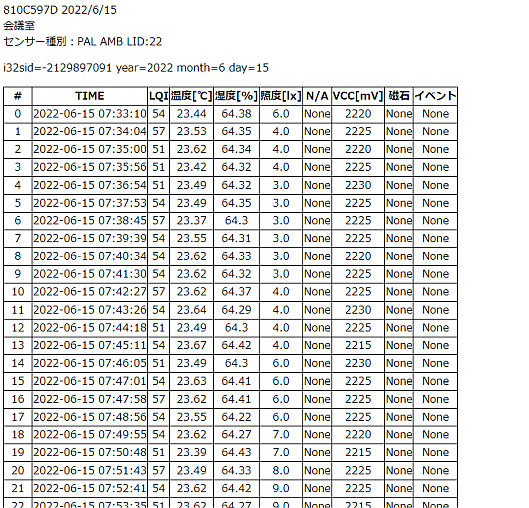 810C597D 2022/6/15
会議室
センサー種別：PAL AMB LID:22
i32sid=-2129897091 year=2022 month=6 day=15
# TIME LQI 温度[℃] 湿度[%] 照度[lx] N/A VCC[mV] 磁石 イベント
0 2022-06-15 07:33:10 54 23.44 64.38 6.0 None 2220 None None
1 2022-06-15 07:34:04 57 23.53 64.35 4.0 None 2225 None None
2 2022-06-15 07:35:00 51 23.62 64.34 4.0 None 2220 None None
3 2022-06-15 07:35:56 51 23.42 64.32 4.0 None 2225 None None
4 2022-06-15 07:36:54 51 23.49 64.32 3.0 None 2230 None None
5 2022-06-15 07:37:53 54 23.49 64.35 3.0 None 2225 None None
6 2022-06-15 07:38:45 57 23.37 64.3 3.0 None 2225 None None
7 2022-06-15 07:39:39 54 23.55 64.31 3.0 None 2225 None None
8 2022-06-15 07:40:34 54 23.62 64.33 3.0 None 2220 None None
9 2022-06-15 07:41:30 54 23.62 64.32 3.0 None 2225 None None
10 2022-06-15 07:42:27 57 23.62 64.37 4.0 None 2225 None None
11 2022-06-15 07:43:26 54 23.64 64.29 4.0 None 2230 None None
12 2022-06-15 07:44:18 51 23.49 64.3 4.0 None 2225 None None
13 2022-06-15 07:45:11 54 23.67 64.42 4.0 None 2215 None None
14 2022-06-15 07:46:05 51 23.49 64.3 6.0 None 2230 None None
15 2022-06-15 07:47:01 54 23.63 64.41 6.0 None 2225 None None
16 2022-06-15 07:47:58 57 23.62 64.41 6.0 None 2225 None None
17 2022-06-15 07:48:56 54 23.55 64.22 6.0 None 2225 None None
18 2022-06-15 07:49:55 54 23.62 64.27 7.0 None 2220 None None
19 2022-06-15 07:50:48 51 23.39 64.43 7.0 None 2215 None None
20 2022-06-15 07:51:43 57 23.49 64.33 8.0 None 2225 None None
21 2022-06-15 07:52:41 54 23.62 64.42 9.0 None 2225 None None
22 2022-06-15 07:53:35 51 23.62 64.27 9.0 None 2215 None None